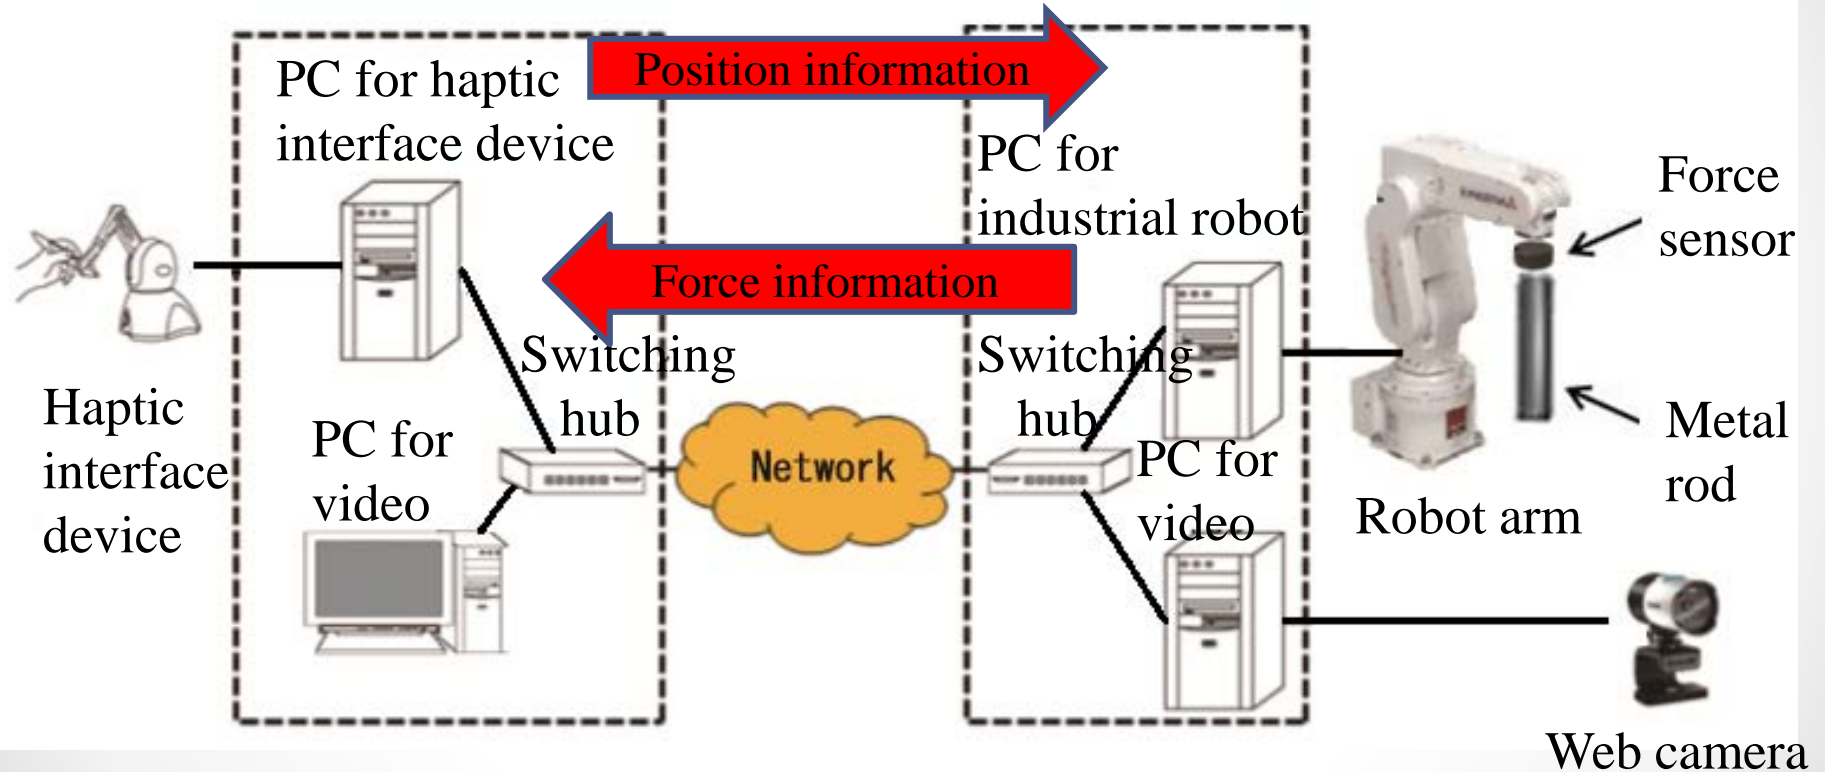 PC for haptic
interface device
Position information
PC for
industrial robot
Force information
Force
sensor
Switching
hub
Switching
hub
Haptic
interface
device
PC for
video
Network
PC for
video
Metal
rod
Robot arm
Web camera